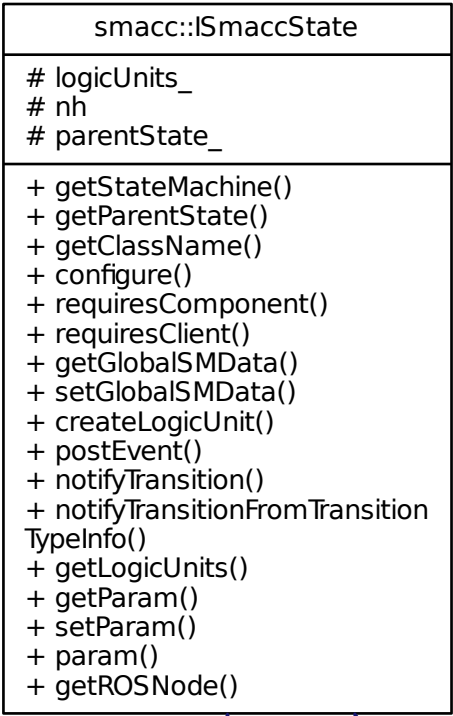 smacc::ISmaccState
# logicUnits_
# nh
# parentState_
+ getStateMachine()
+ getParentState()
+ getClassName()
+ configure()
+ requiresComponent()
+ requiresClient()
+ getGlobalSMData()
+ setGlobalSMData()
+ createLogicUnit()
+ postEvent()
+ notifyTransition()
+ notifyTransitionFromTransition
TypeInfo()
+ getLogicUnits()
+ getParam()
+ setParam()
+ param()
+ getROSNode()